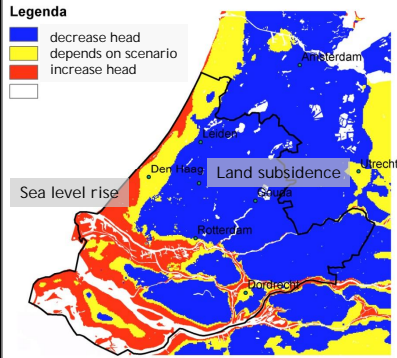 Legenda
decrease head
depends on scenario
increase head
Amsterdam
Leiden
Den Haag
Land subsidence
Utrecht
Sea level rise
Gouda
Rotterdam
Dordrecht